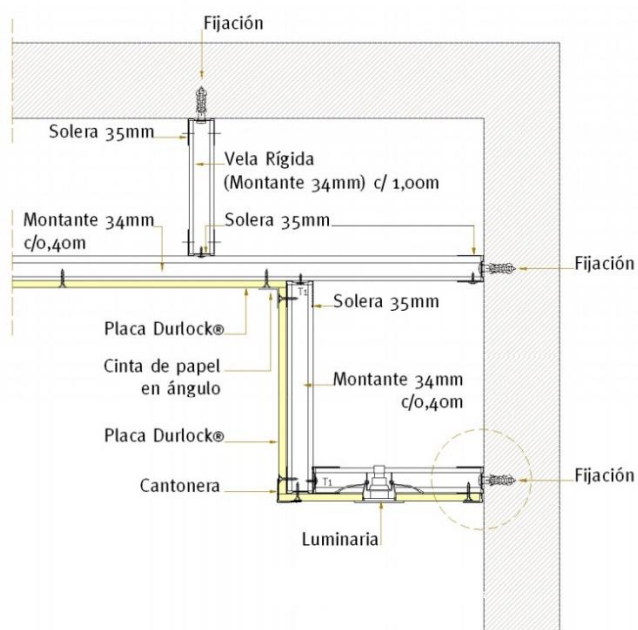 Fijación
Solera 35mm
Vela Rígida
(Montante 34mm) c/ 1,00m
Montante 34mm
c/0,40m
Solera 35mm
Fijación
T1
Solera 35mm
Placa Durlock®
Cinta de papel
en ángulo
Montante 34mm
c/0,40m
Placa Durlock®
Cantonera
T1
Fijación
Luminaria